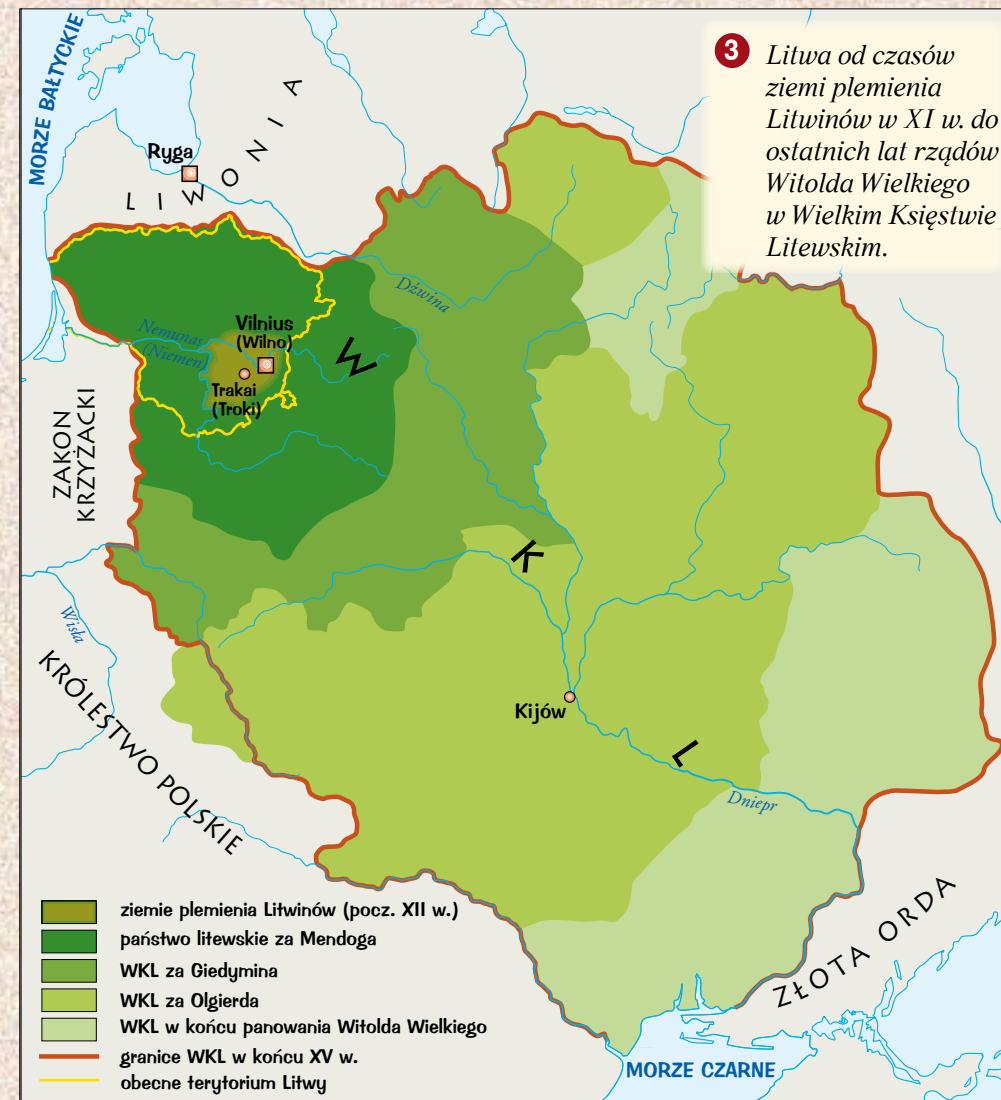 3
Litwa od czasów
ziemi plemienia
Litwinów w XI w. do
ostatnich lat rządów
Witolda Wielkiego
w Wielkim Księstwie
Litewskim.
MORZE BAŁTYCKIE
Ryga
LIWONIA
Dźwina
Nemunas
(Niemen)
Vilnius
(Wilno)
Trakai
(Troki)
W
K
L
ZAKON
KRZYŻACKI
Wisła
KRÓLESTWO POLSKIE
Kijów
Dniepr
ZŁOTA ORDA
MORZE CZARNE
ziemie plemienia Litwinów (pocz. XII w.)
państwo litewskie za Mendoga
WKL za Giedymina
WKL za Olgierda
WKL w końcu panowania Witolda Wielkiego
granice WKL w końcu XV w.
obecne terytorium Litwy